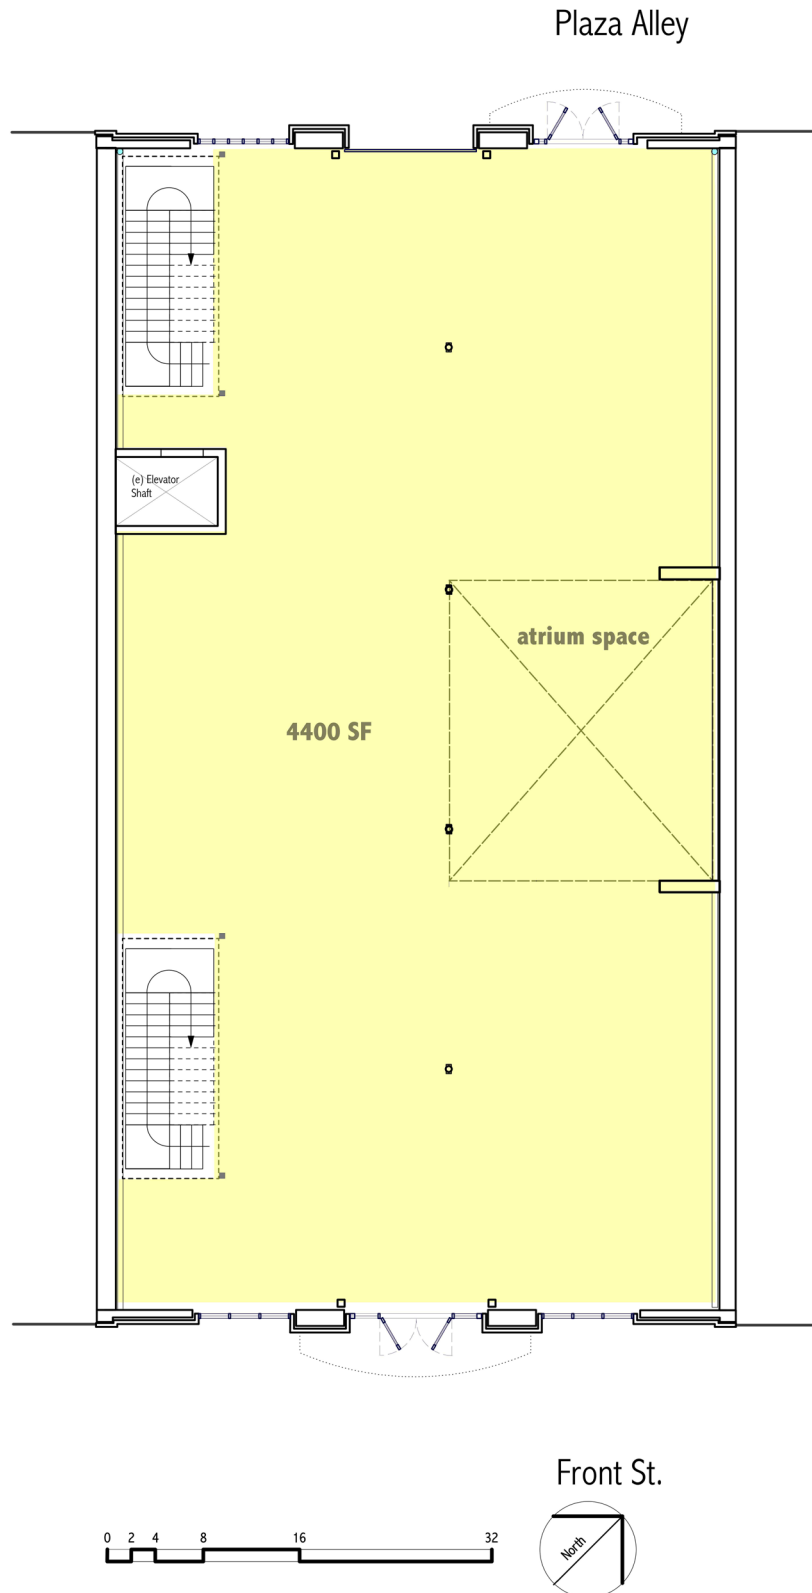 Plaza Alley
(e) Elevator
Shaft
atrium space
4400 SF
Front St.
0 2 4 8 16 32
North